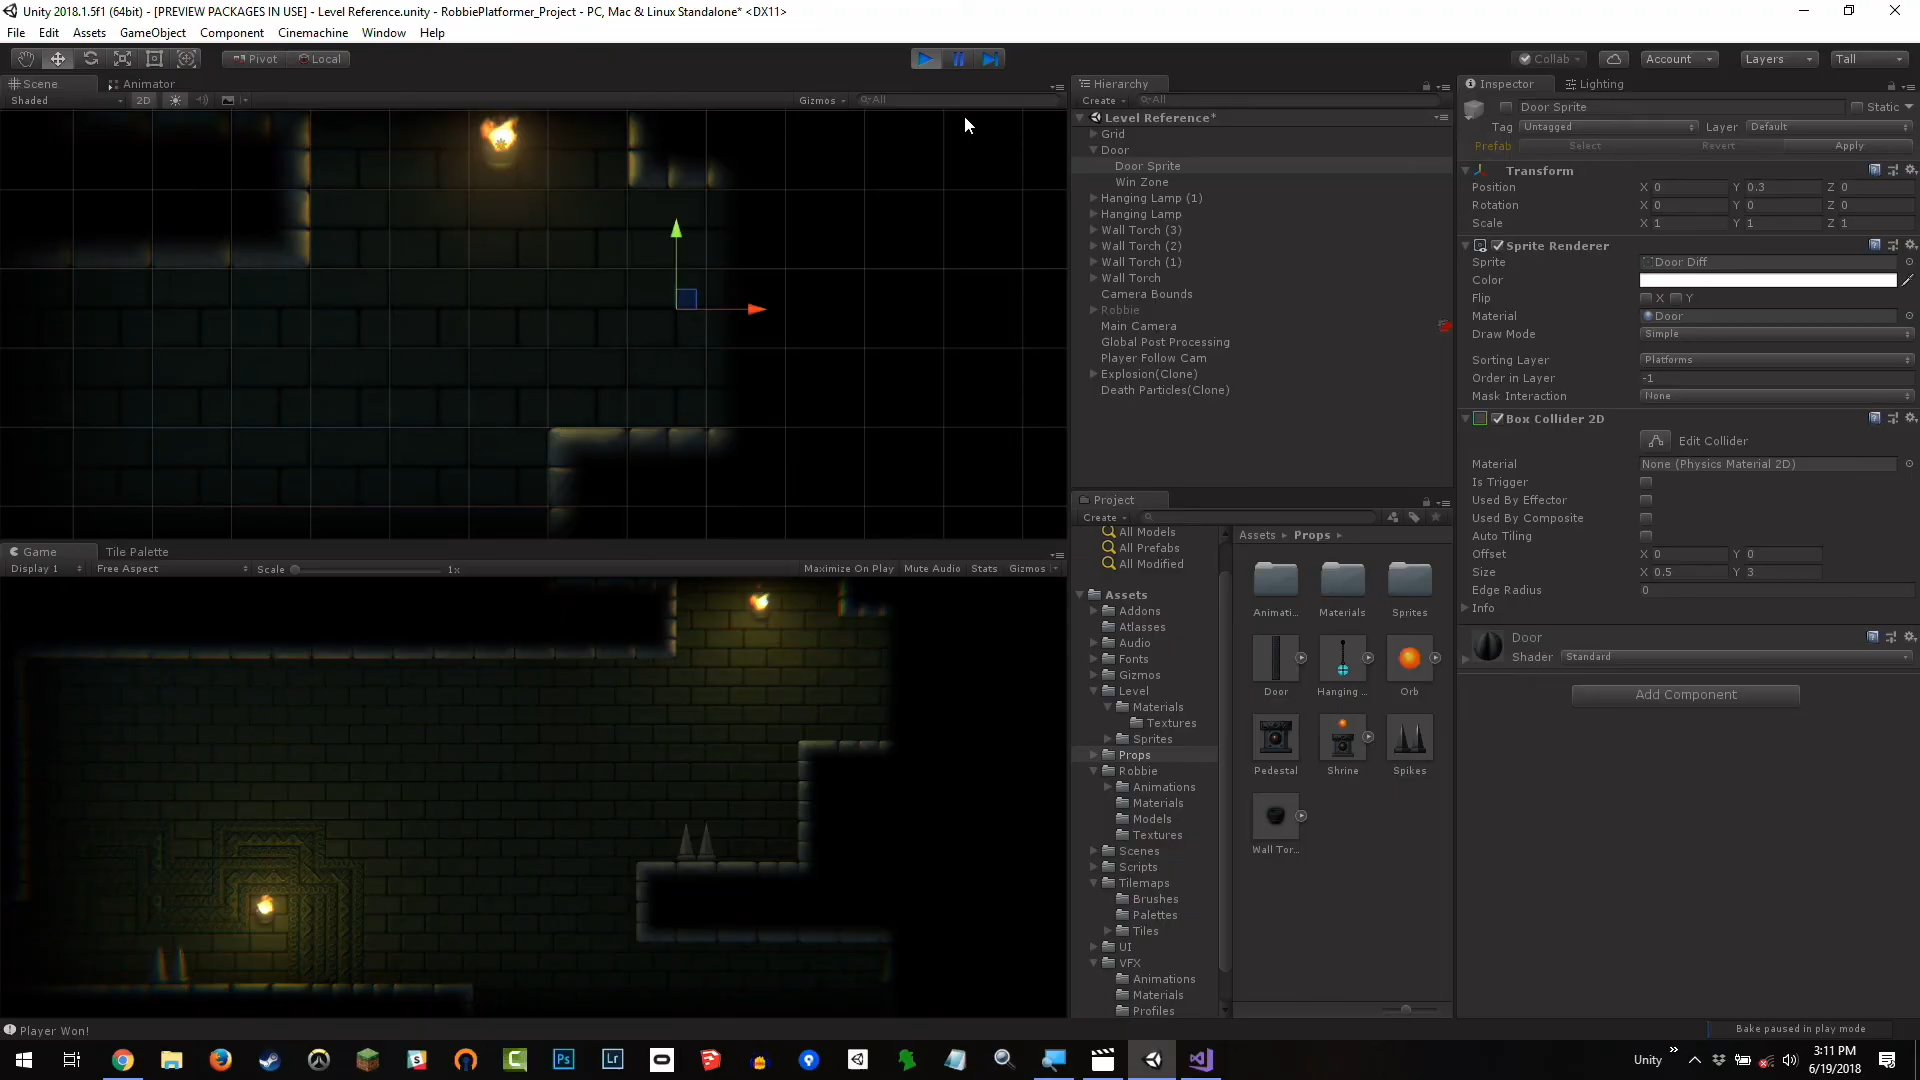 Unity 2018.1.5f1 (64bit) - [PREVIEW PACKAGES IN USE] - Level Reference.unity - RobbiePlatformer_Project - PC, Mac & Linux Standalone* <DX11>
File Edit Assets GameObject Component Cinemachine Window Help
Pivot Local Collab Account Layers Tall
Scene Animator
Shaded 2D Gizmos All
Hierarchy
Create All
Level Reference*
Grid
Door
Door Sprite
Win Zone
Hanging Lamp (1)
Hanging Lamp
Wall Torch (3)
Wall Torch (2)
Wall Torch (1)
Wall Torch
Camera Bounds
Robbie
Main Camera
Global Post Processing
Player Follow Cam
Explosion(Clone)
Death Particles(Clone)
Inspector Lighting
Door Sprite Static
Tag Untagged Layer Default
Prefab Select Revert Apply
Transform
Position X 0 Y 0.3 Z 0
Rotation X 0 Y 0 Z 0
Scale X 1 Y 1 Z 1
Sprite Renderer
Sprite Door Diff
Color
Flip X Y
Material Door
Draw Mode Simple
Sorting Layer Platforms
Order in Layer -1
Mask Interaction None
Box Collider 2D
Edit Collider
Material None (Physics Material 2D)
Is Trigger
Used By Effector
Used By Composite
Auto Tiling
Offset X 0 Y 0
Size X 0.5 Y 3
Edge Radius 0
Info
Door
Shader Standard
Add Component
Game Tile Palette
Display 1 Free Aspect Scale 1x Maximize On Play Mute Audio Stats Gizmos
Project
Create
All Models
All Prefabs
All Modified
Assets
Addons
Atlasses
Audio
Fonts
Gizmos
Level
Materials
Textures
Sprites
Props
Robbie
Animations
Materials
Models
Textures
Scenes
Scripts
Tilemaps
Brushes
Palettes
Tiles
UI
VFX
Animations
Materials
Profiles
Assets Props
Animati... Materials Sprites
Door Hanging ... Orb
Pedestal Shrine Spikes
Wall Tor...
Player Won!
Bake paused in play mode
Ps Lr
Unity
3:11 PM
6/19/2018